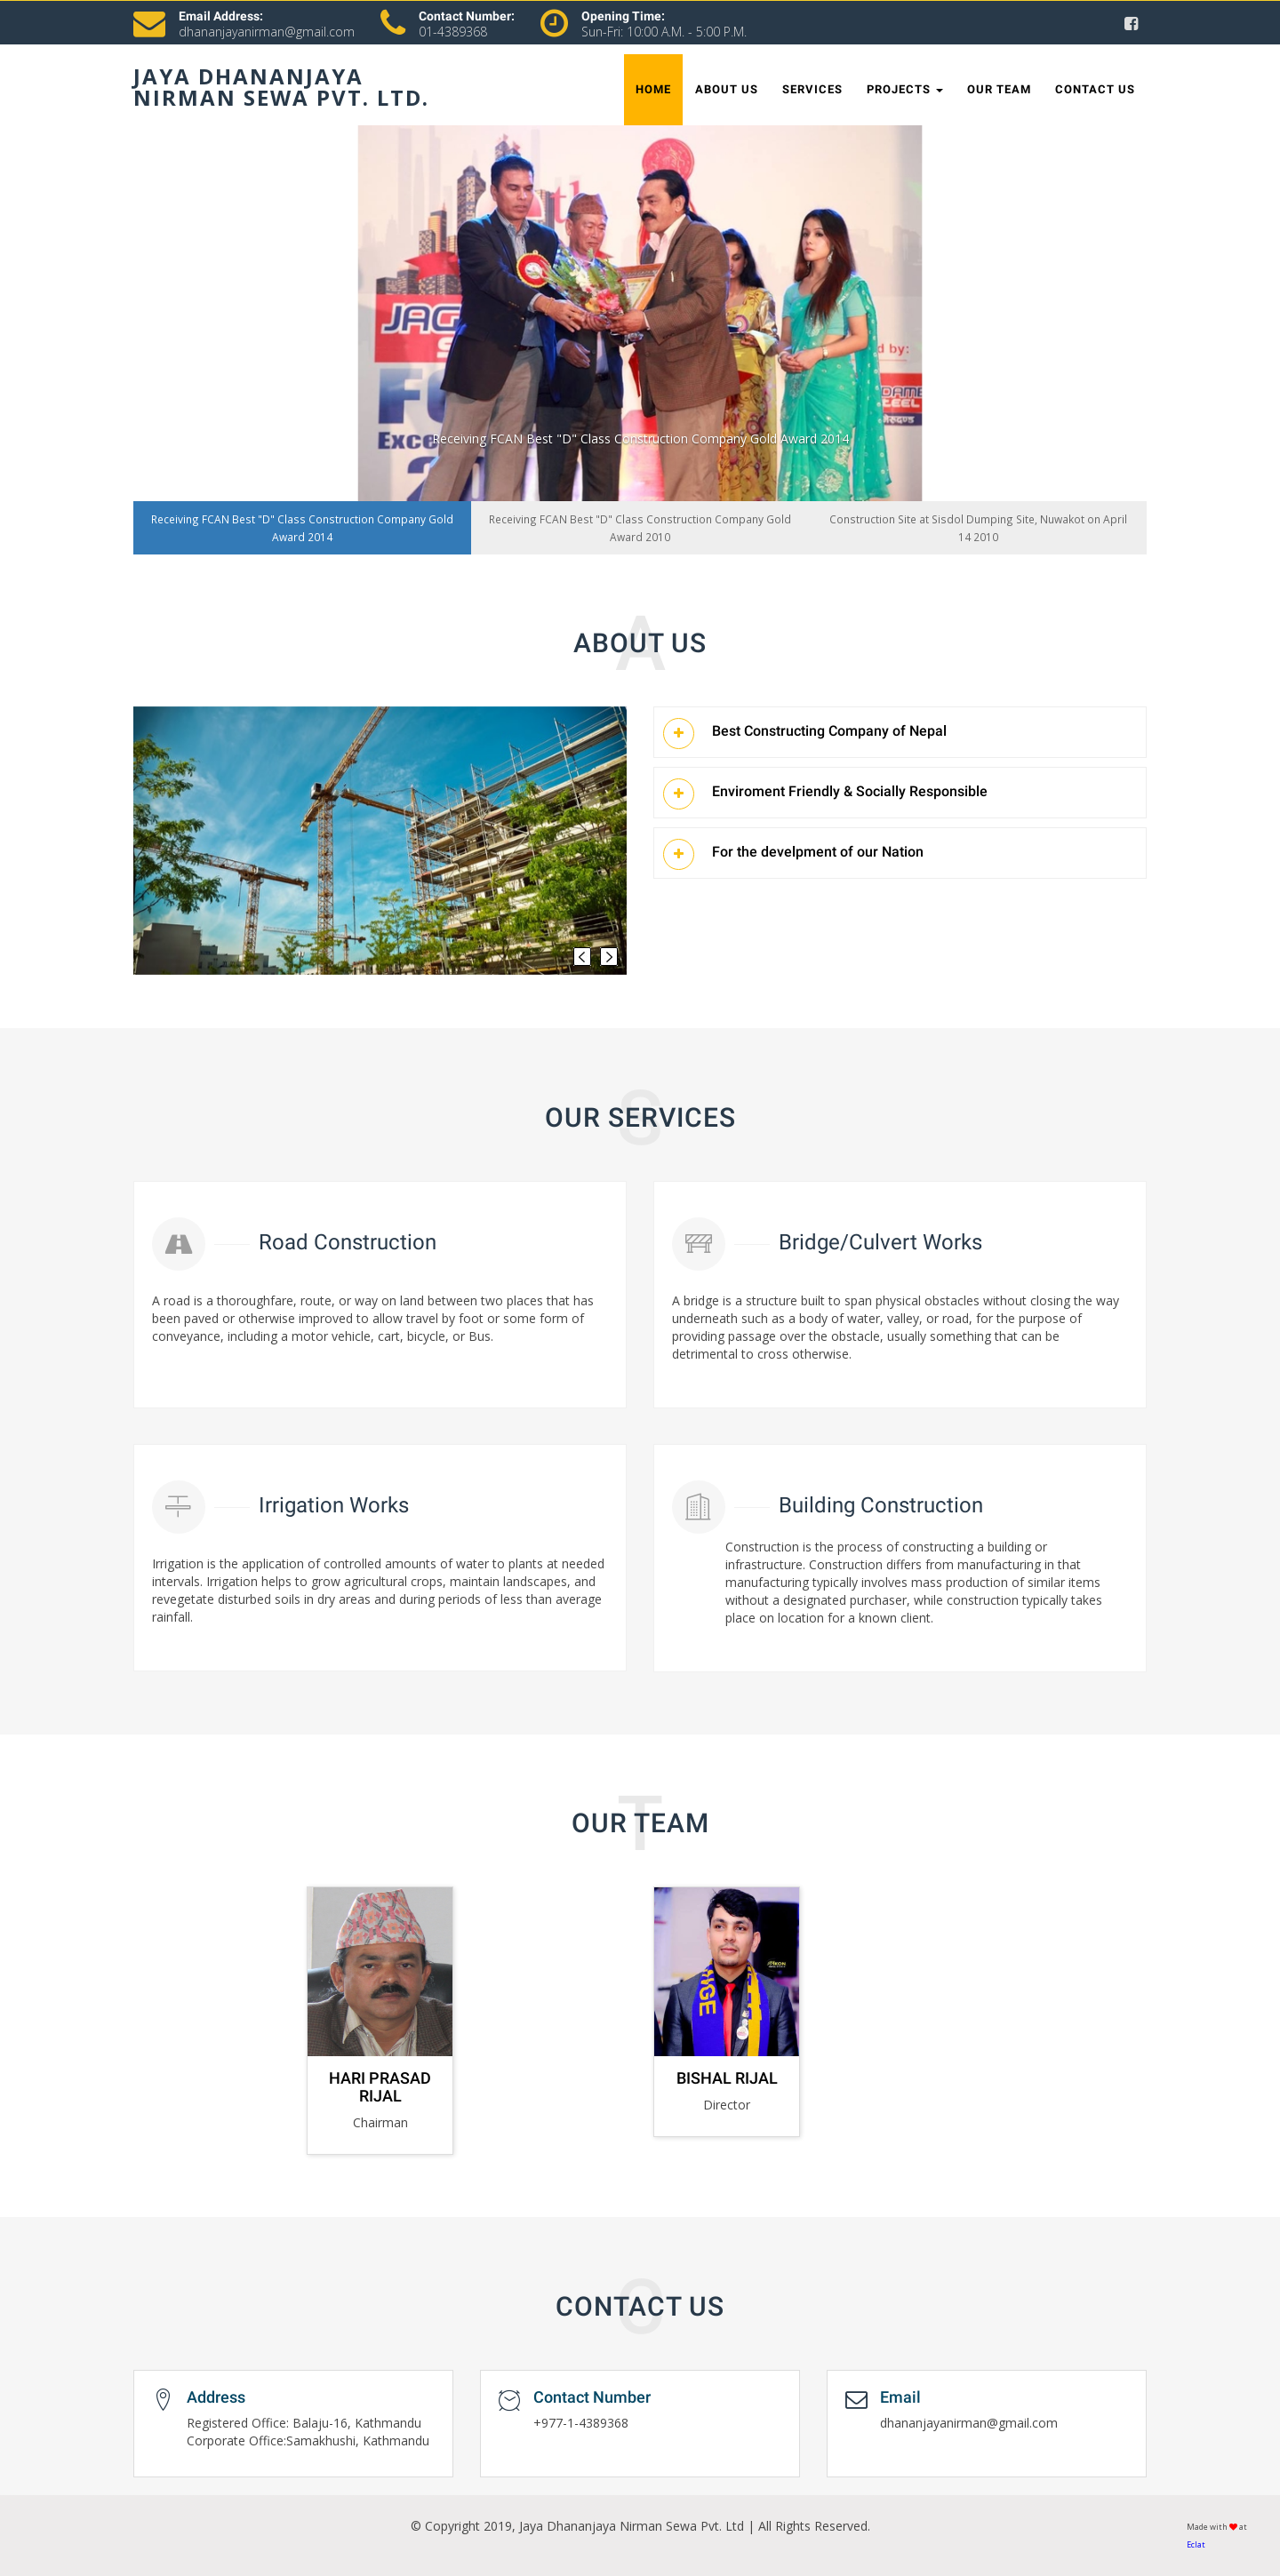 Email Address:
dhananjayanirman@gmail.com
Contact Number:
01-4389368
Opening Time:
Sun-Fri: 10:00 A.M. - 5:00 P.M.
JAYA DHANANJAYA
NIRMAN SEWA PVT. LTD.
HOME
ABOUT US
SERVICES
PROJECTS
OUR TEAM
CONTACT US
Receiving FCAN Best "D" Class Construction Company Gold Award 2014
Receiving FCAN Best "D" Class Construction Company Gold
Award 2014
Receiving FCAN Best "D" Class Construction Company Gold
Award 2010
Construction Site at Sisdol Dumping Site, Nuwakot on April
14 2010
A
ABOUT US
Best Constructing Company of Nepal
Enviroment Friendly & Socially Responsible
For the develpment of our Nation
S
OUR SERVICES
Road Construction
A road is a thoroughfare, route, or way on land between two places that has
been paved or otherwise improved to allow travel by foot or some form of
conveyance, including a motor vehicle, cart, bicycle, or Bus.
Bridge/Culvert Works
A bridge is a structure built to span physical obstacles without closing the way
underneath such as a body of water, valley, or road, for the purpose of
providing passage over the obstacle, usually something that can be
detrimental to cross otherwise.
Irrigation Works
Irrigation is the application of controlled amounts of water to plants at needed
intervals. Irrigation helps to grow agricultural crops, maintain landscapes, and
revegetate disturbed soils in dry areas and during periods of less than average
rainfall.
Building Construction
Construction is the process of constructing a building or
infrastructure. Construction differs from manufacturing in that
manufacturing typically involves mass production of similar items
without a designated purchaser, while construction typically takes
place on location for a known client.
T
OUR TEAM
HARI PRASAD
RIJAL
Chairman
BISHAL RIJAL
Director
C
CONTACT US
Address
Registered Office: Balaju-16, Kathmandu
Corporate Office:Samakhushi, Kathmandu
Contact Number
+977-1-4389368
Email
dhananjayanirman@gmail.com
© Copyright 2019, Jaya Dhananjaya Nirman Sewa Pvt. Ltd | All Rights Reserved.
Made with ❤ at
Eclat